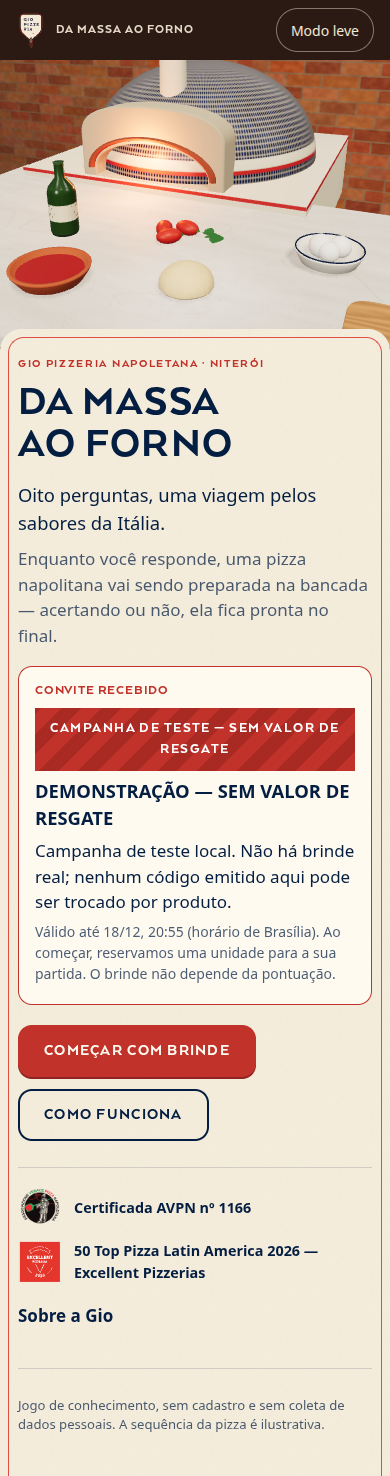 GIO
PIZZE
RIA
DA MASSA AO FORNO
Modo leve
GIO PIZZERIA NAPOLETANA · NITERÓI
DA MASSA
AO FORNO
Oito perguntas, uma viagem pelos
sabores da Itália.
Enquanto você responde, uma pizza
napolitana vai sendo preparada na bancada
— acertando ou não, ela fica pronta no
final.
CONVITE RECEBIDO
CAMPANHA DE TESTE — SEM VALOR DE
RESGATE
DEMONSTRAÇÃO — SEM VALOR DE
RESGATE
Campanha de teste local. Não há brinde
real; nenhum código emitido aqui pode
ser trocado por produto.
Válido até 18/12, 20:55 (horário de Brasília). Ao
começar, reservamos uma unidade para a sua
partida. O brinde não depende da pontuação.
COMEÇAR COM BRINDE
COMO FUNCIONA
Certificada AVPN nº 1166
EXCELLENT
50 Top Pizza Latin America 2026 —
Excellent Pizzerias
Sobre a Gio
Jogo de conhecimento, sem cadastro e sem coleta de
dados pessoais. A sequência da pizza é ilustrativa.